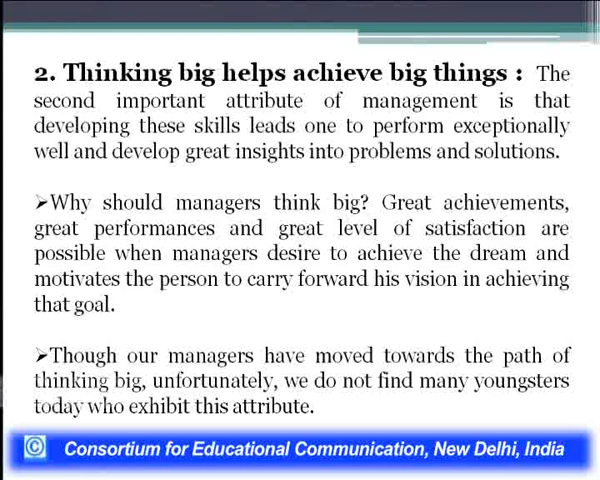 2. Thinking big helps achieve big things : The
second important attribute of management is that
developing these skills leads one to perform exceptionally
well and develop great insights into problems and solutions.
➢Why should managers think big? Great achievements,
great performances and great level of satisfaction are
possible when managers desire to achieve the dream and
motivates the person to carry forward his vision in achieving
that goal.
➢Though our managers have moved towards the path of
thinking big, unfortunately, we do not find many youngsters
today who exhibit this attribute.
© Consortium for Educational Communication, New Delhi, India